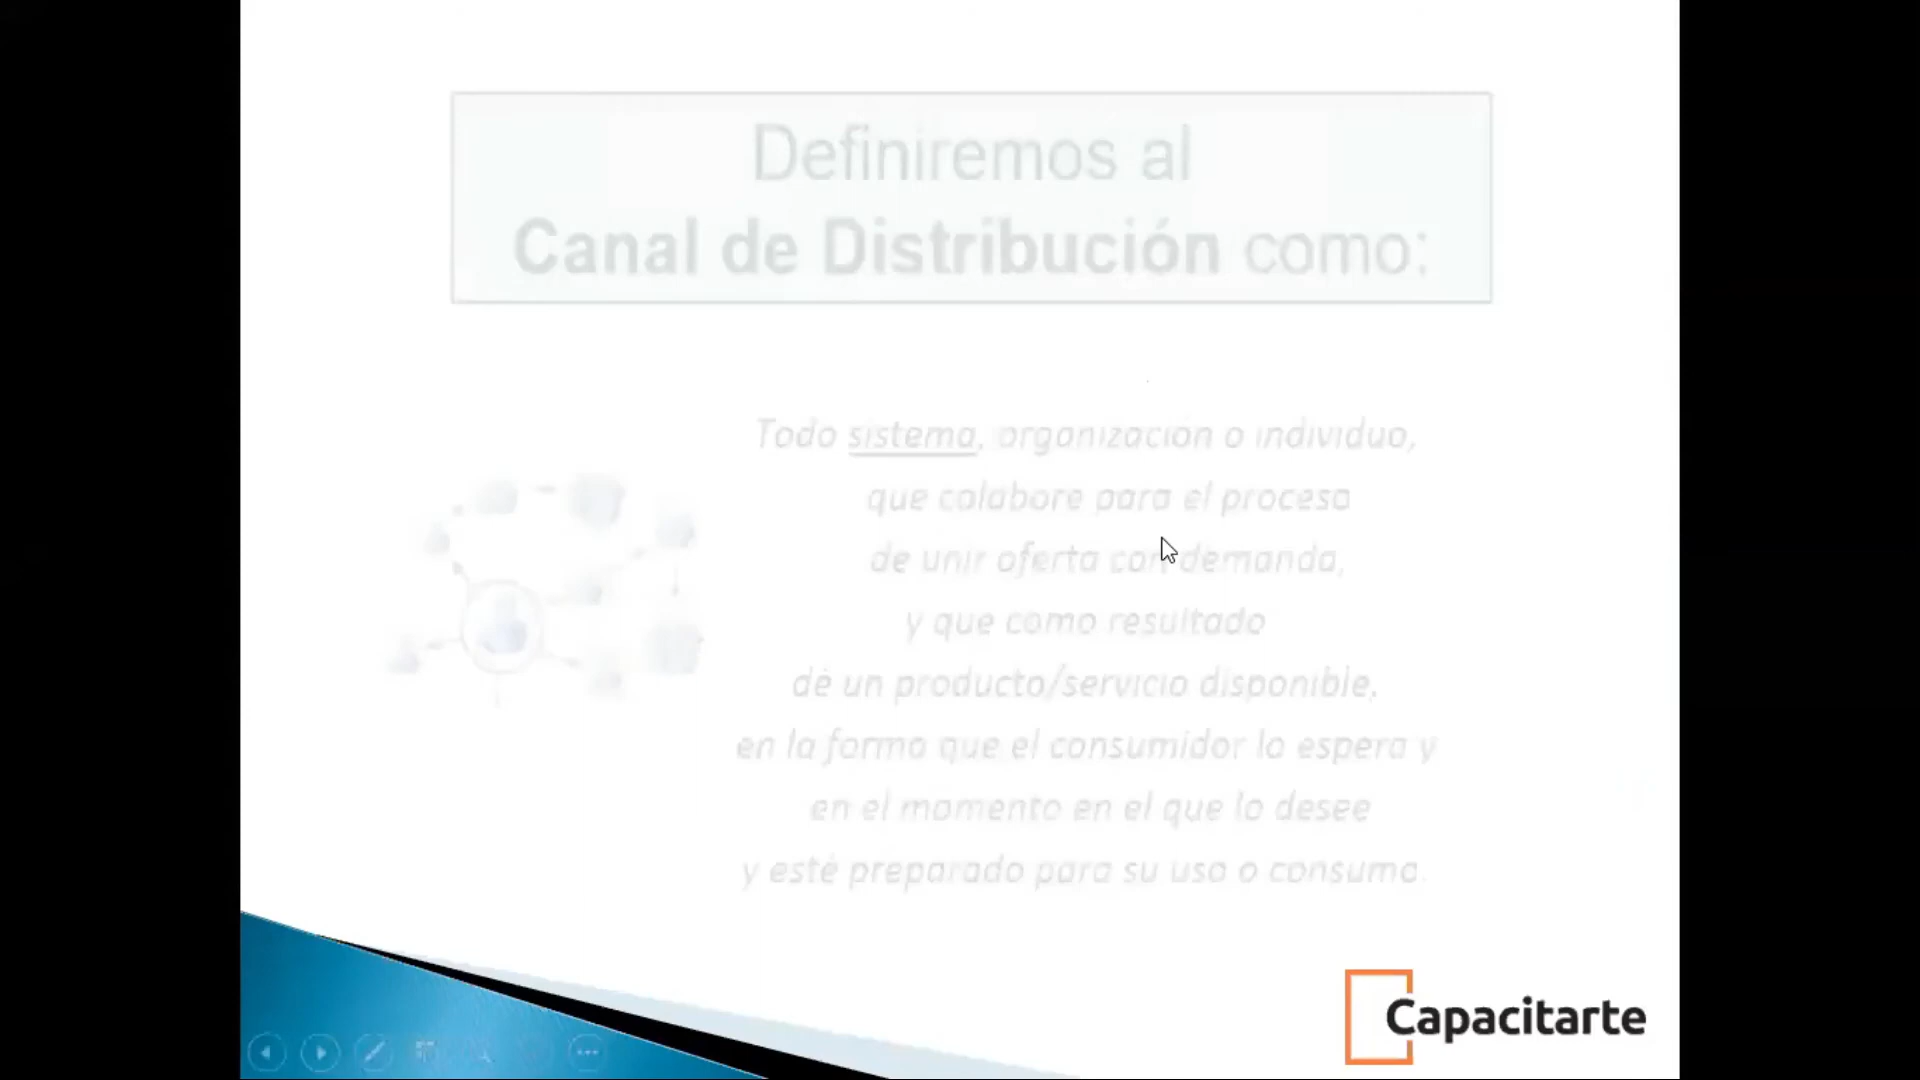 Definiremos al
Canal de Distribución como:
Todo sistema, organización o individuo,
que colabore para el proceso
de unir oferta con demanda,
y que como resultado
dé un producto/servicio disponible,
en la forma que el consumidor lo espera y
en el momento en el que lo desee
y esté preparado para su uso o consumo.
Capacitarte